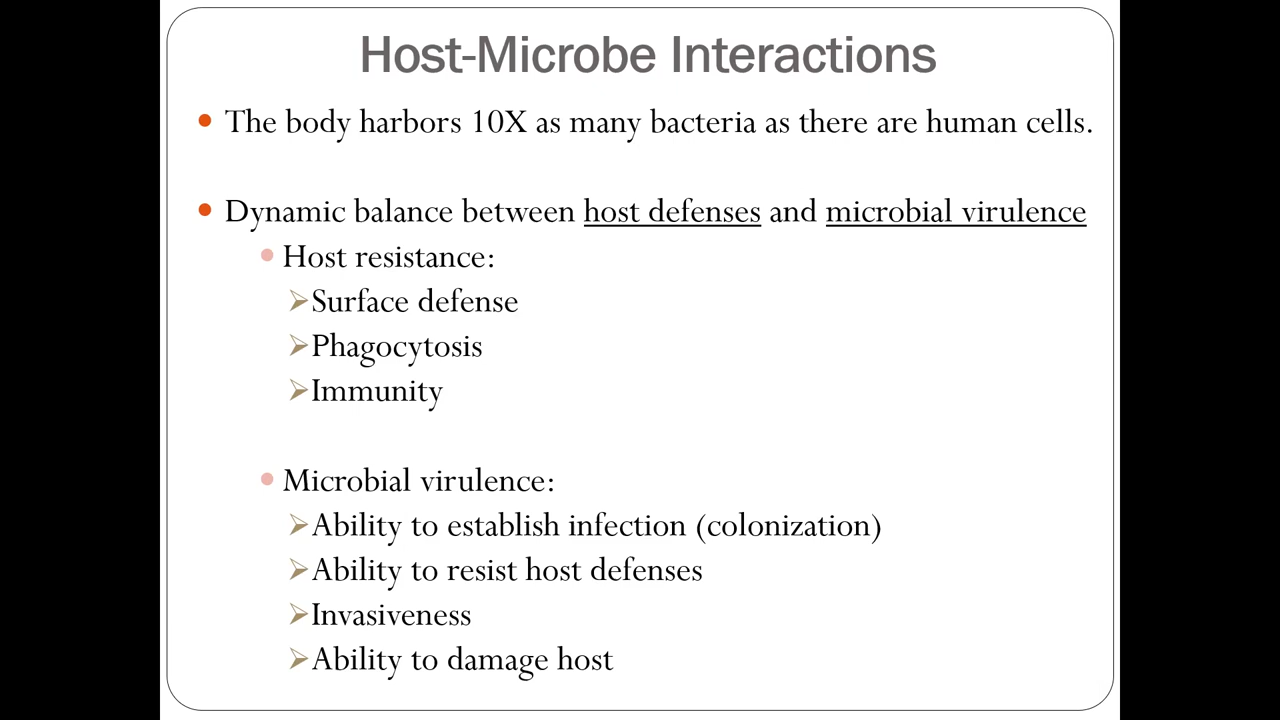 Host-Microbe Interactions
The body harbors 10X as many bacteria as there are human cells.
Dynamic balance between host defenses and microbial virulence
Host resistance:
Surface defense
Phagocytosis
Immunity
Microbial virulence:
Ability to establish infection (colonization)
Ability to resist host defenses
Invasiveness
Ability to damage host